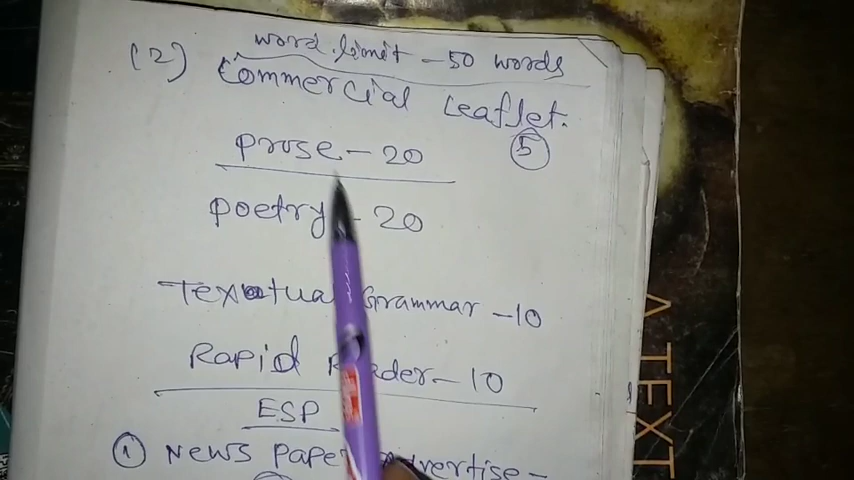 word limit - 50 words
(2) Commercial Leaflet.
5
Prose - 20
Poetry - 20
Textual Grammar - 10
Rapid Reader - 10
ESP
1 News Paper Advertise-
A TEXT